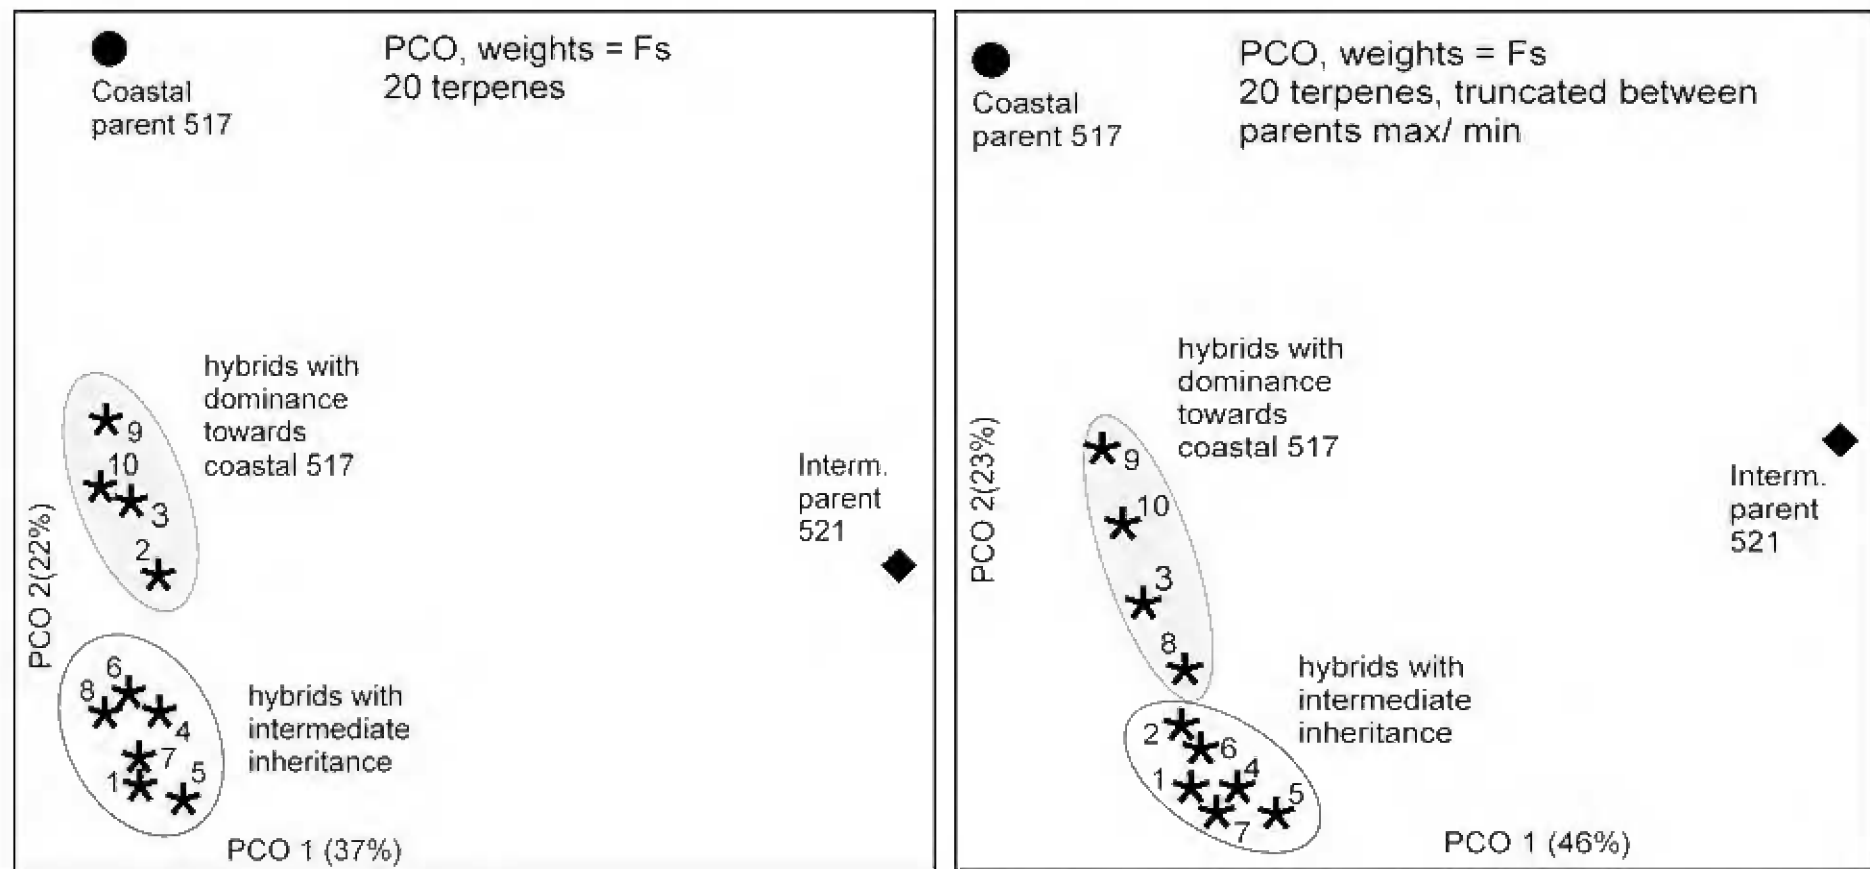 PCO, weights = Fs
20 terpenes
Coastal
parent 517
hybrids with
dominance
towards
coastal 517
9
10
3
2
Interm.
parent
521
PCO 2(22%)
6
8
4
7
1
5
hybrids with
intermediate
inheritance
PCO 1 (37%)
PCO, weights = Fs
20 terpenes, truncated between
parents max/ min
Coastal
parent 517
hybrids with
dominance
towards
coastal 517
9
10
3
8
Interm.
parent
521
PCO 2(23%)
hybrids with
intermediate
inheritance
2
6
1
4
5
7
PCO 1 (46%)